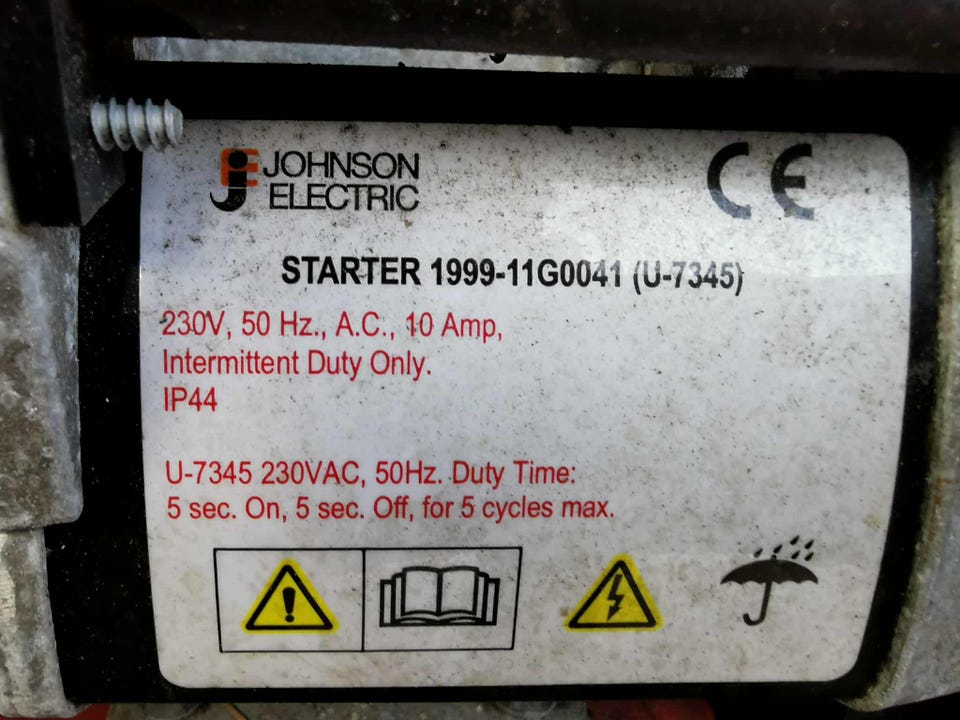 JE JOHNSON
ELECTRIC
CE
STARTER 1999-11G0041 (U-7345)
230V, 50 Hz., A.C., 10 Amp,
Intermittent Duty Only.
IP44
U-7345 230VAC, 50Hz. Duty Time:
5 sec. On, 5 sec. Off, for 5 cycles max.